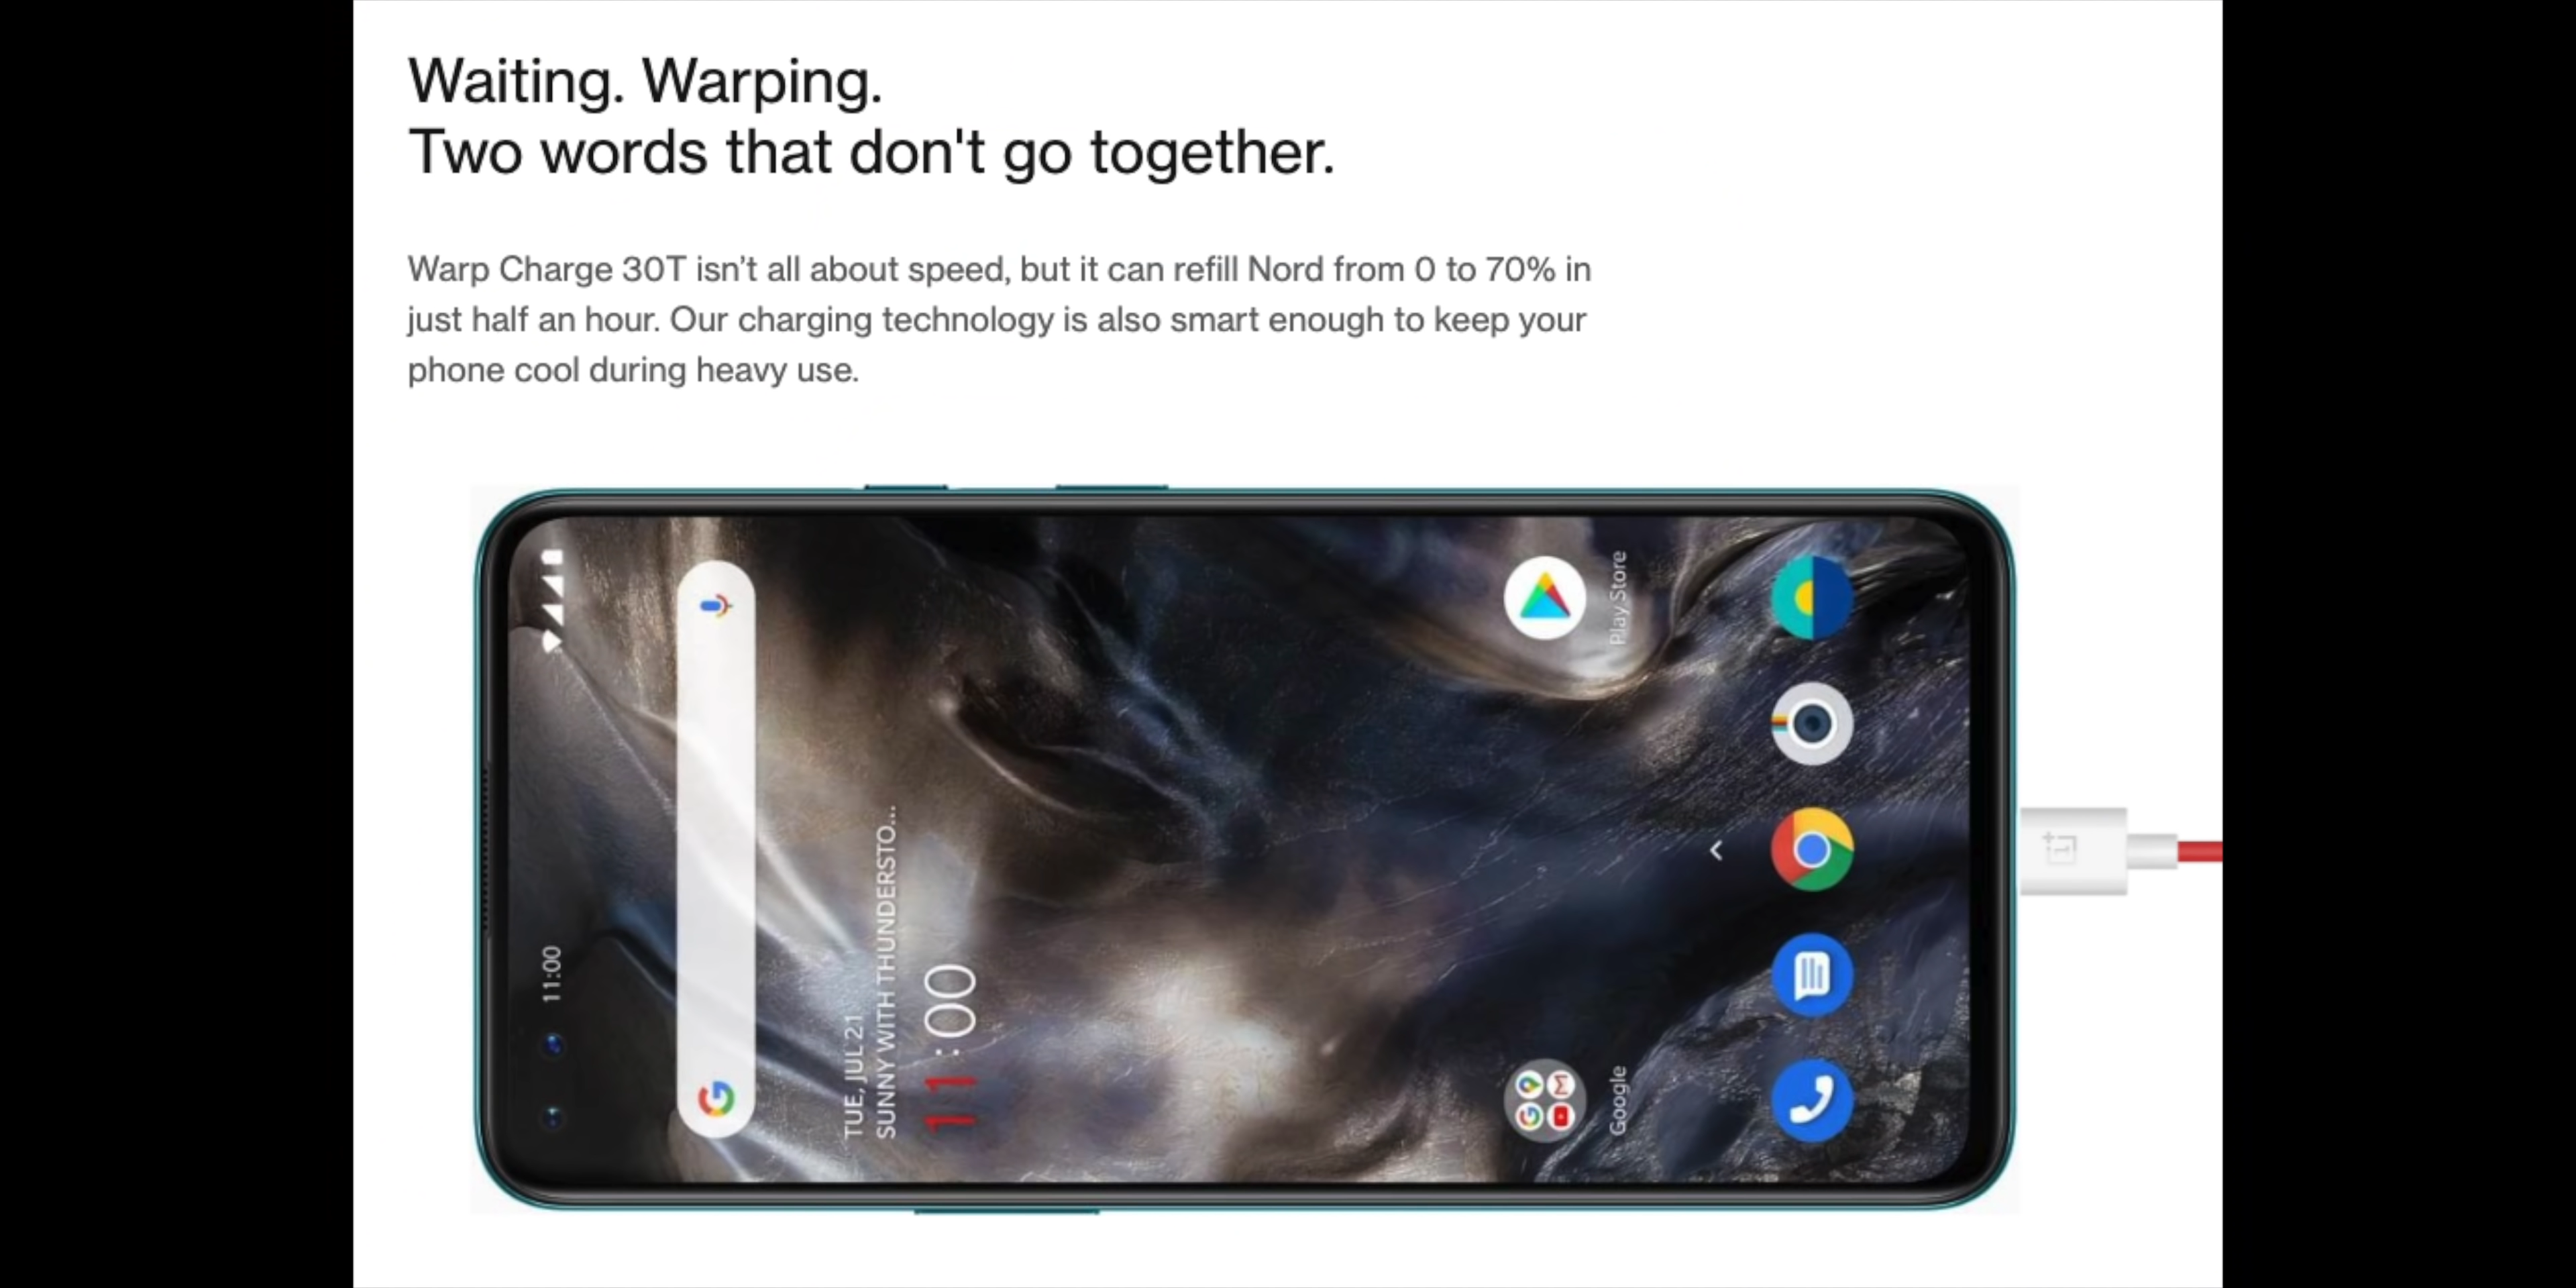 Waiting. Warping.
Two words that don't go together.
Warp Charge 30T isn’t all about speed, but it can refill Nord from 0 to 70% in
just half an hour. Our charging technology is also smart enough to keep your
phone cool during heavy use.
11:00
TUE, JUL 21
SUNNY WITH THUNDERSTO...
11:00
Google
Play Store